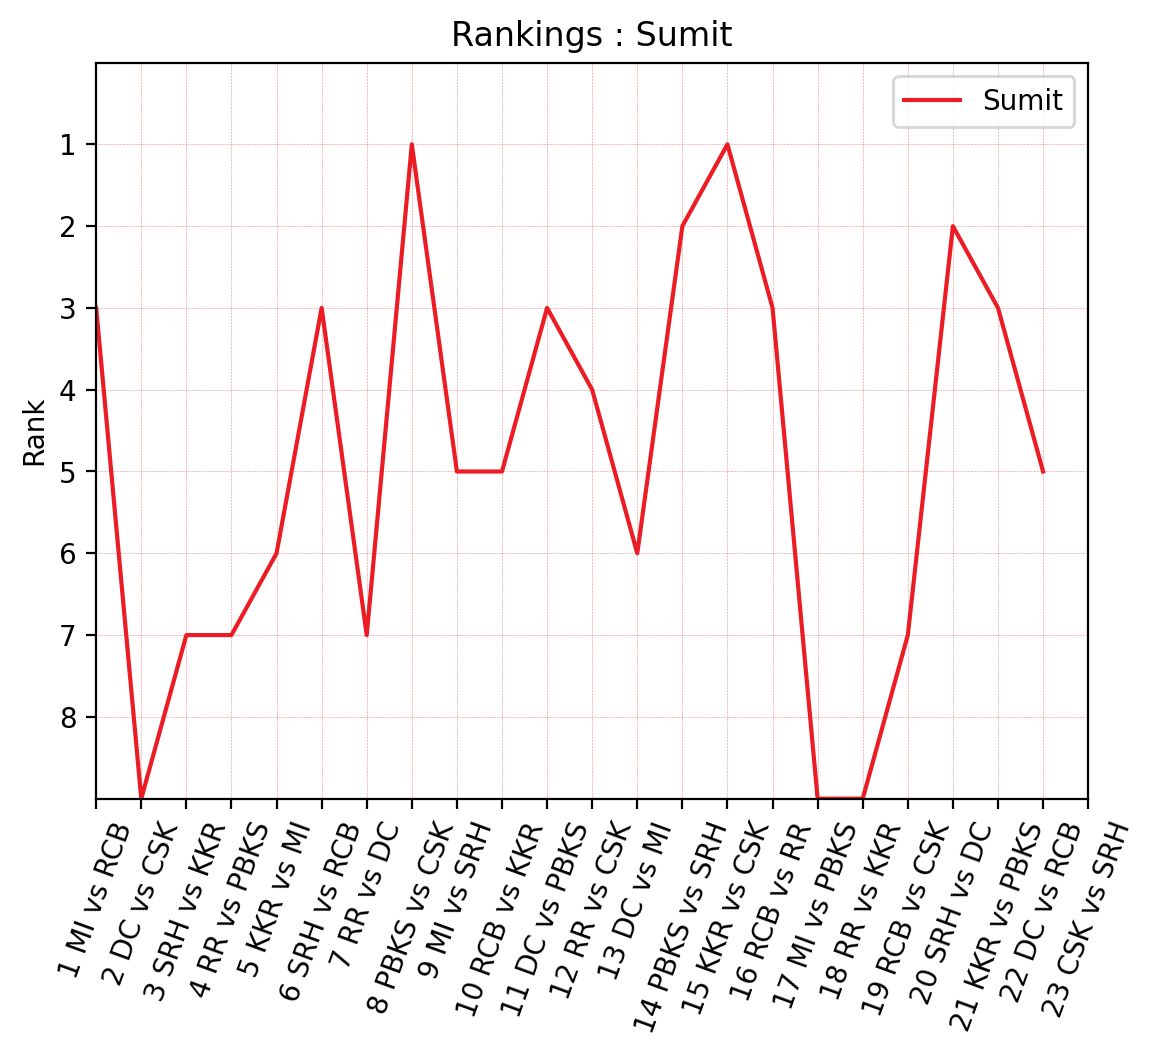 Rankings : Sumit
Sumit
Rank
1
2
3
4
5
6
7
8
1 MI vs RCB
2 DC vs CSK
3 SRH vs KKR
4 RR vs PBKS
5 KKR vs MI
6 SRH vs RCB
7 RR vs DC
8 PBKS vs CSK
9 MI vs SRH
10 RCB vs KKR
11 DC vs PBKS
12 RR vs CSK
13 DC vs MI
14 PBKS vs SRH
15 KKR vs CSK
16 RCB vs RR
17 MI vs PBKS
18 RR vs KKR
19 RCB vs CSK
20 SRH vs DC
21 KKR vs PBKS
22 DC vs RCB
23 CSK vs SRH